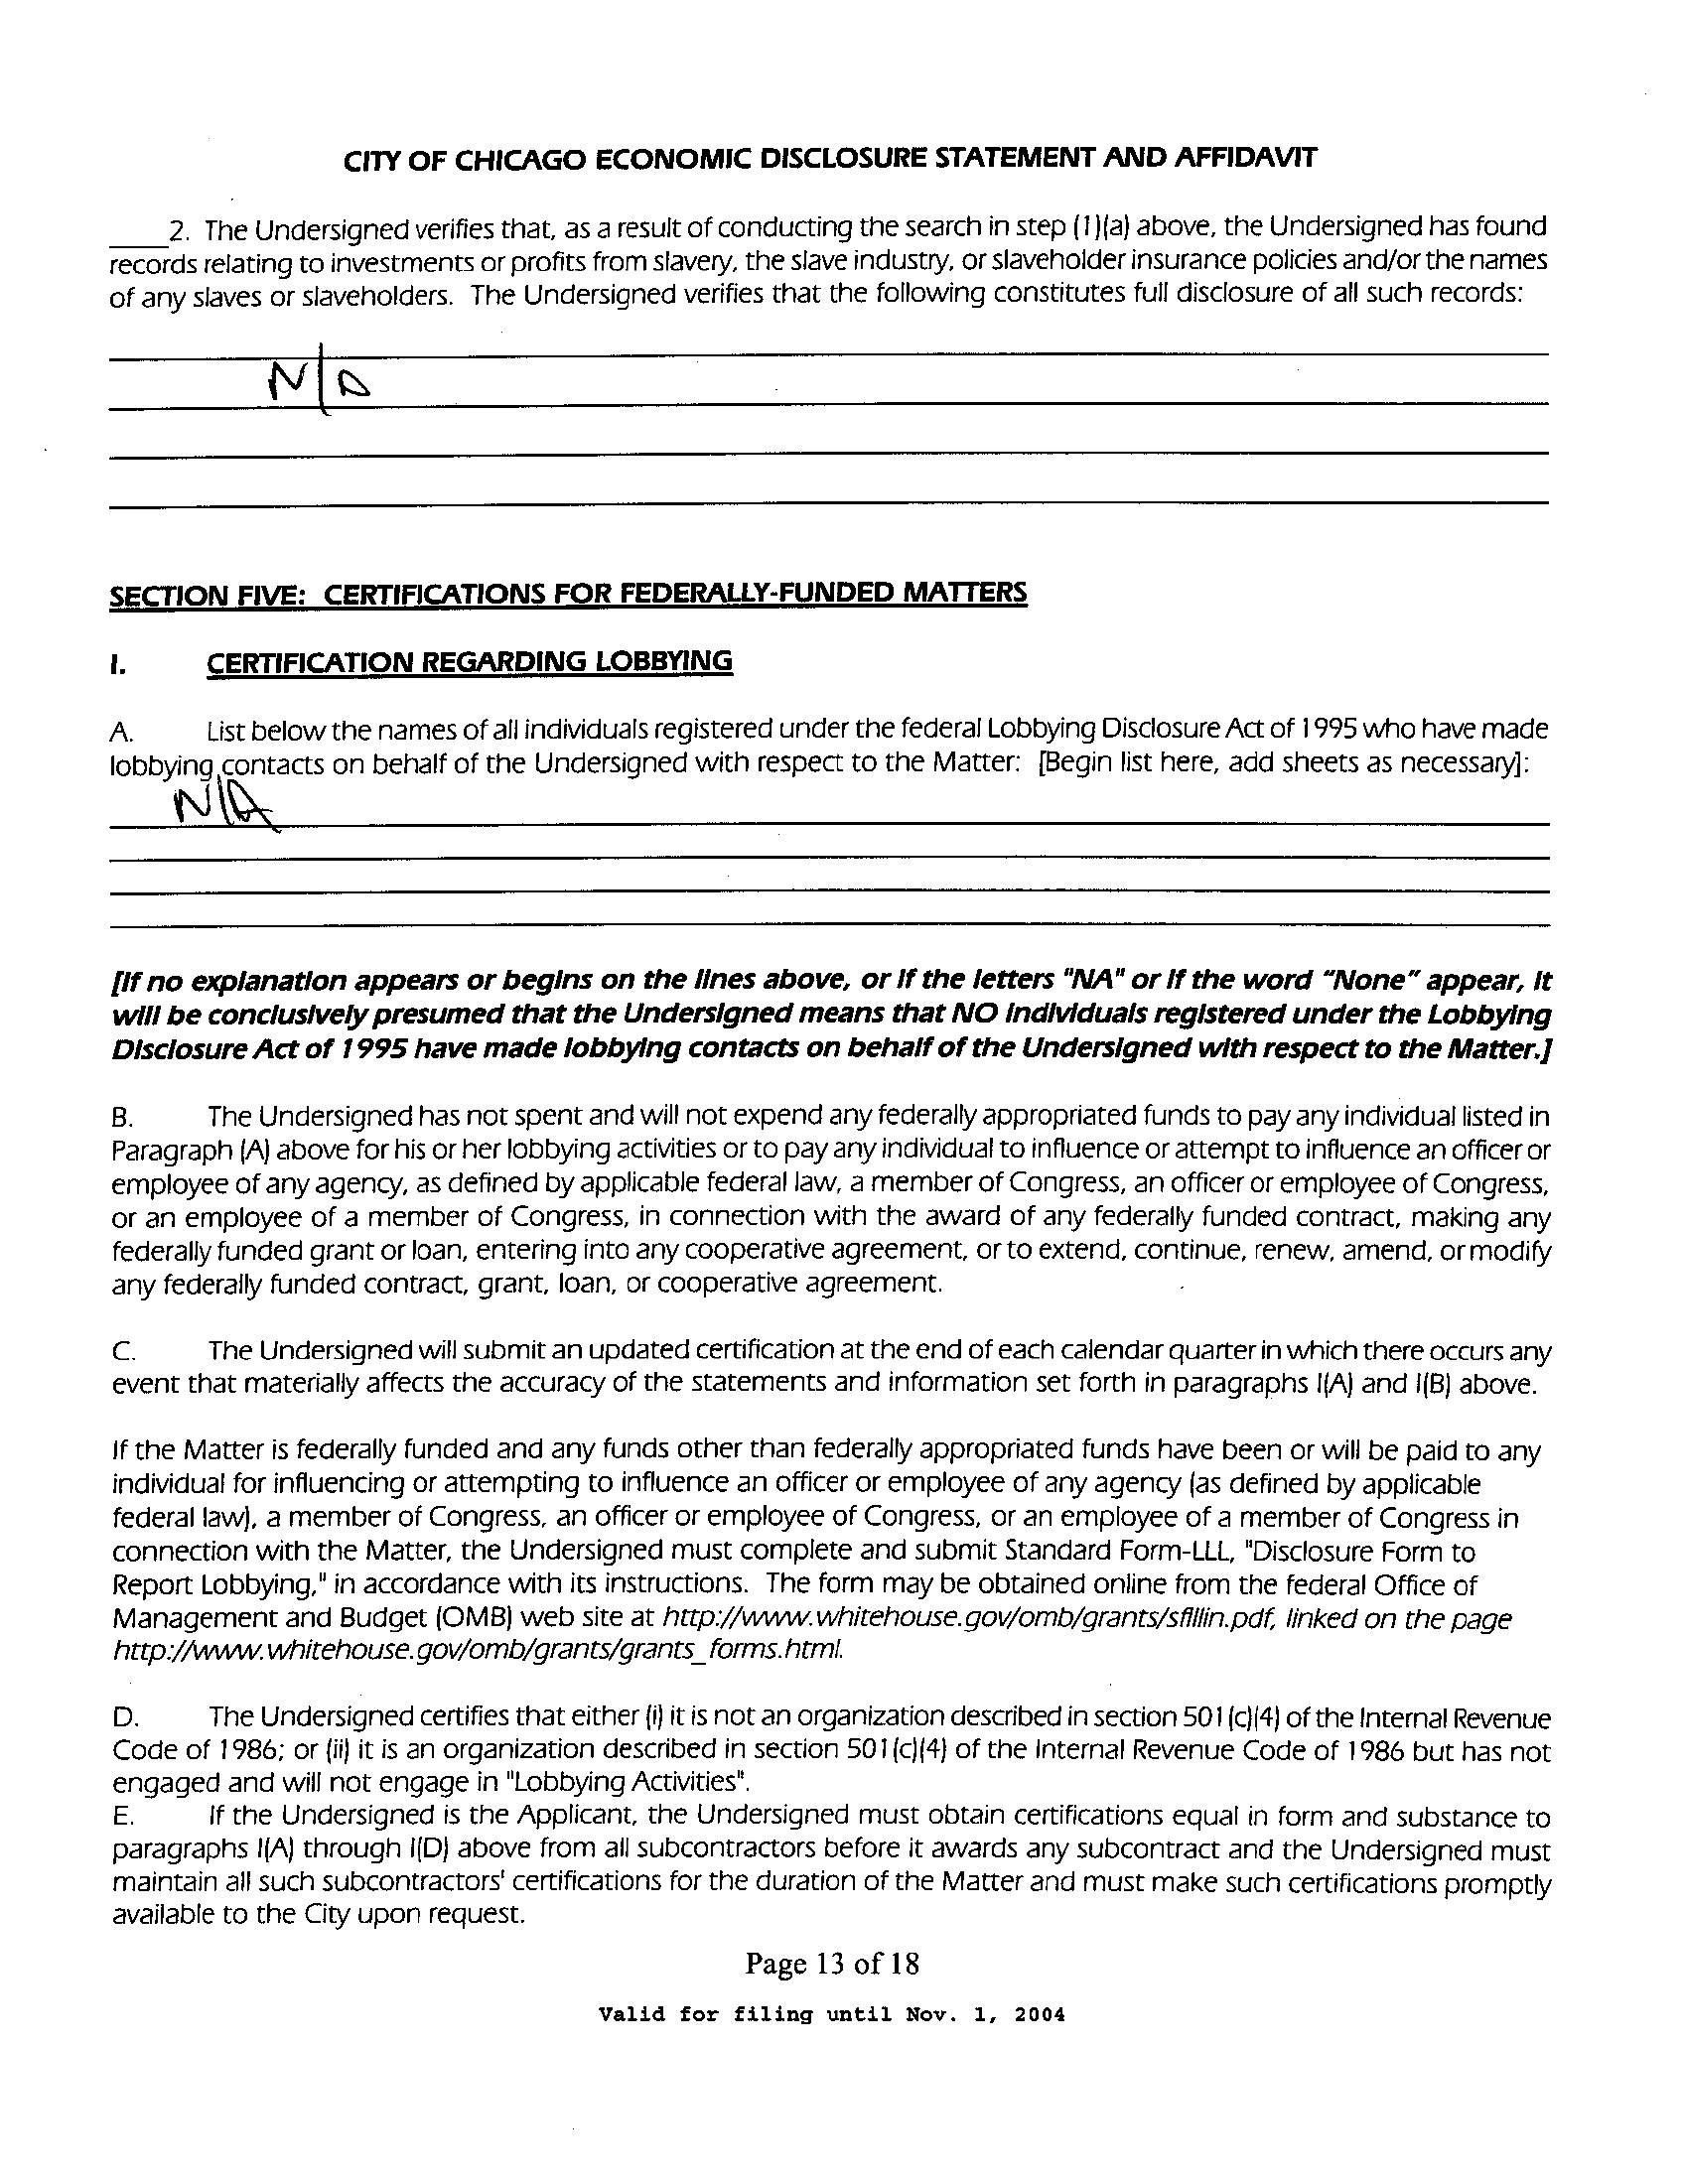 CITY OF CHICAGO ECONOMIC DISCLOSURE STATEMENT AND AFFIDAVIT
____2. The Undersigned verifies that, as a result of conducting the search in step (1)(a) above, the Undersigned has found
records relating to investments or profits from slavery, the slave industry, or slaveholder insurance policies and/or the names
of any slaves or slaveholders. The Undersigned verifies that the following constitutes full disclosure of all such records:
N/A
SECTION FIVE: CERTIFICATIONS FOR FEDERALLY-FUNDED MATTERS
I. CERTIFICATION REGARDING LOBBYING
A. List below the names of all individuals registered under the federal Lobbying Disclosure Act of 1995 who have made
lobbying contacts on behalf of the Undersigned with respect to the Matter: [Begin list here, add sheets as necessary]:
N/A
[If no explanation appears or begins on the lines above, or if the letters "NA" or if the word "None" appear, it
will be conclusively presumed that the Undersigned means that NO individuals registered under the Lobbying
Disclosure Act of 1995 have made lobbying contacts on behalf of the Undersigned with respect to the Matter.]
B. The Undersigned has not spent and will not expend any federally appropriated funds to pay any individual listed in
Paragraph (A) above for his or her lobbying activities or to pay any individual to influence or attempt to influence an officer or
employee of any agency, as defined by applicable federal law, a member of Congress, an officer or employee of Congress,
or an employee of a member of Congress, in connection with the award of any federally funded contract, making any
federally funded grant or loan, entering into any cooperative agreement, or to extend, continue, renew, amend, or modify
any federally funded contract, grant, loan, or cooperative agreement.
C. The Undersigned will submit an updated certification at the end of each calendar quarter in which there occurs any
event that materially affects the accuracy of the statements and information set forth in paragraphs I(A) and I(B) above.
If the Matter is federally funded and any funds other than federally appropriated funds have been or will be paid to any
individual for influencing or attempting to influence an officer or employee of any agency (as defined by applicable
federal law), a member of Congress, an officer or employee of Congress, or an employee of a member of Congress in
connection with the Matter, the Undersigned must complete and submit Standard Form-LLL, "Disclosure Form to
Report Lobbying," in accordance with its instructions. The form may be obtained online from the federal Office of
Management and Budget (OMB) web site at http://www.whitehouse.gov/omb/grants/sflllin.pdf, linked on the page
http://www.whitehouse.gov/omb/grants/grants_forms.html.
D. The Undersigned certifies that either (i) it is not an organization described in section 501(c)(4) of the Internal Revenue
Code of 1986; or (ii) it is an organization described in section 501(c)(4) of the Internal Revenue Code of 1986 but has not
engaged and will not engage in "Lobbying Activities".
E. If the Undersigned is the Applicant, the Undersigned must obtain certifications equal in form and substance to
paragraphs I(A) through I(D) above from all subcontractors before it awards any subcontract and the Undersigned must
maintain all such subcontractors' certifications for the duration of the Matter and must make such certifications promptly
available to the City upon request.
Page 13 of 18
Valid for filing until Nov. 1, 2004